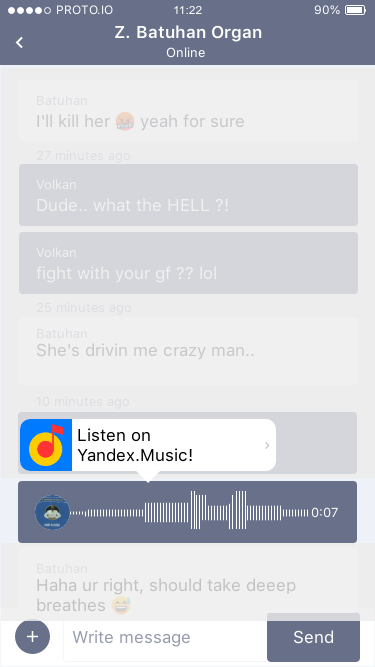 PROTO.IO 11:22 90%
Z. Batuhan Organ
Online
Batuhan
I'll kill her 🤬 yeah for sure
27 minutes ago
Volkan
Dude.. what the HELL ?!
Volkan
fight with your gf ?? lol
25 minutes ago
Batuhan
She's drivin me crazy man..
10 minutes ago
Listen on
Yandex.Music!
0:07
Batuhan
Haha ur right, should take deeep
breathes 😅
+ Write message Send